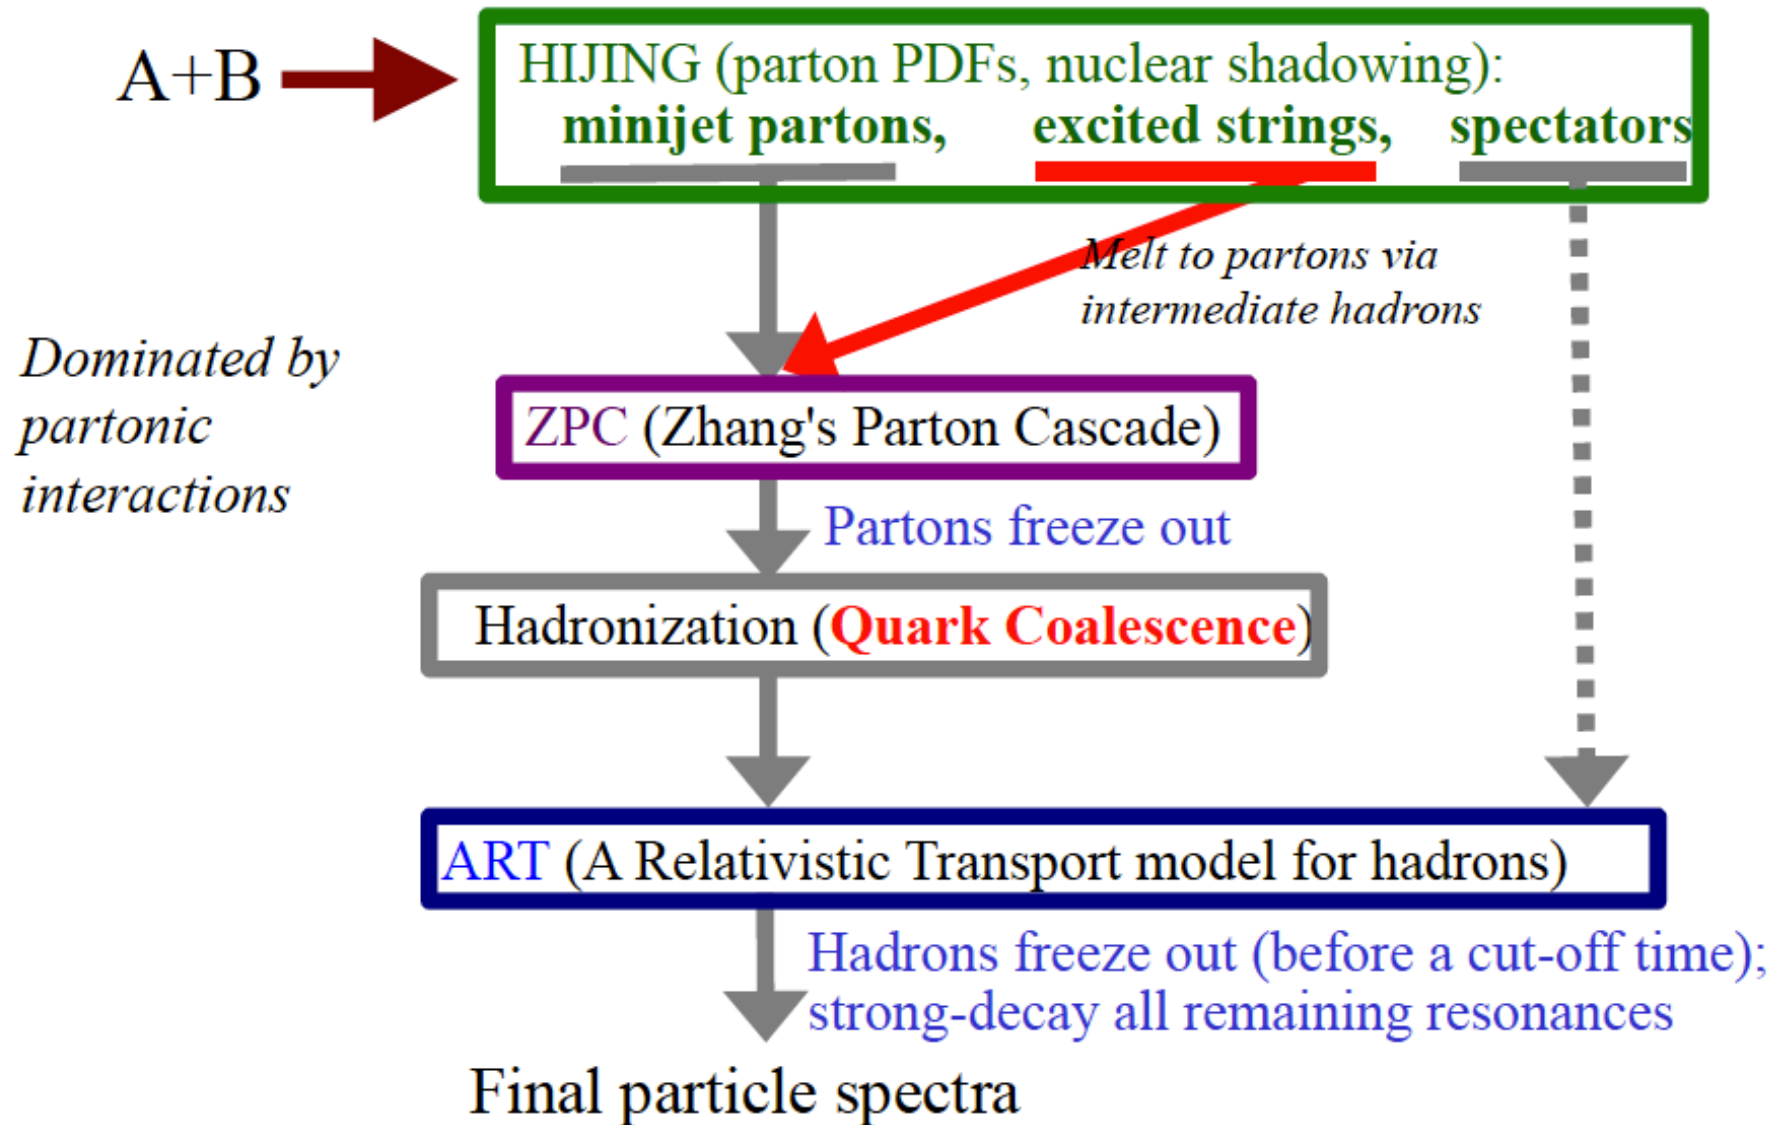 A+B
HIJING (parton PDFs, nuclear shadowing):
minijet partons, excited strings, spectators
Melt to partons via
intermediate hadrons
Dominated by
partonic
interactions
ZPC (Zhang's Parton Cascade)
Partons freeze out
Hadronization (Quark Coalescence)
ART (A Relativistic Transport model for hadrons)
Hadrons freeze out (before a cut-off time);
strong-decay all remaining resonances
Final particle spectra